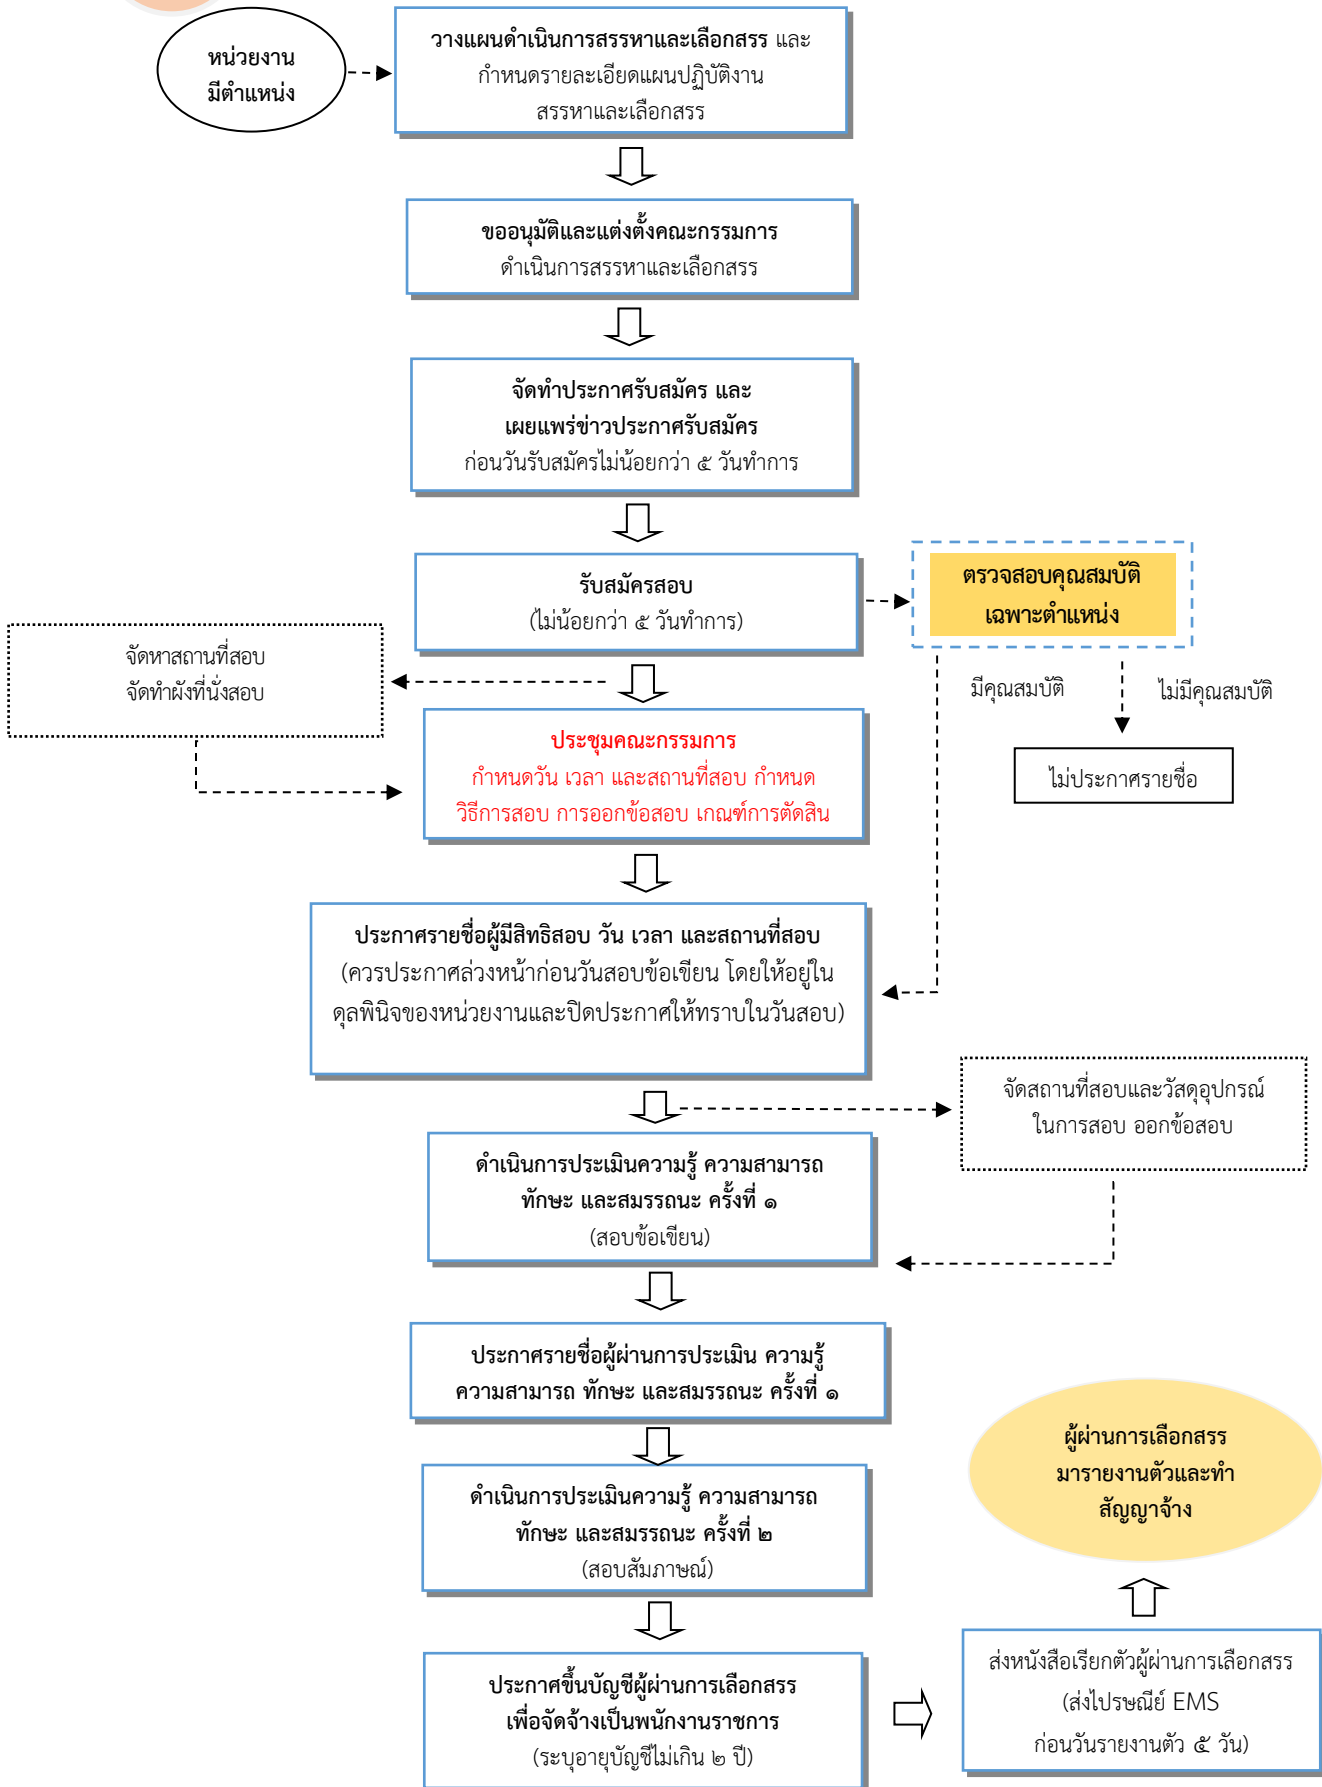 หน่วยงาน
มีตำแหน่ง
วางแผนดำเนินการสรรหาและเลือกสรร และ
กำหนดรายละเอียดแผนปฏิบัติงาน
สรรหาและเลือกสรร
ขออนุมัติและแต่งตั้งคณะกรรมการ
ดำเนินการสรรหาและเลือกสรร
จัดทำประกาศรับสมัคร และ
เผยแพร่ข่าวประกาศรับสมัคร
ก่อนวันรับสมัครไม่น้อยกว่า ๕ วันทำการ
รับสมัครสอบ
(ไม่น้อยกว่า ๕ วันทำการ)
ตรวจสอบคุณสมบัติ
เฉพาะตำแหน่ง
จัดหาสถานที่สอบ
จัดทำผังที่นั่งสอบ
มีคุณสมบัติ
ไม่มีคุณสมบัติ
ประชุมคณะกรรมการ
กำหนดวัน เวลา และสถานที่สอบ กำหนด
วิธีการสอบ การออกข้อสอบ เกณฑ์การตัดสิน
ไม่ประกาศรายชื่อ
ประกาศรายชื่อผู้มีสิทธิสอบ วัน เวลา และสถานที่สอบ
(ควรประกาศล่วงหน้าก่อนวันสอบข้อเขียน โดยให้อยู่ใน
ดุลพินิจของหน่วยงานและปิดประกาศให้ทราบในวันสอบ)
จัดสถานที่สอบและวัสดุอุปกรณ์
ในการสอบ ออกข้อสอบ
ดำเนินการประเมินความรู้ ความสามารถ
ทักษะ และสมรรถนะ ครั้งที่ ๑
(สอบข้อเขียน)
ประกาศรายชื่อผู้ผ่านการประเมิน ความรู้
ความสามารถ ทักษะ และสมรรถนะ ครั้งที่ ๑
ดำเนินการประเมินความรู้ ความสามารถ
ทักษะ และสมรรถนะ ครั้งที่ ๒
(สอบสัมภาษณ์)
ประกาศขึ้นบัญชีผู้ผ่านการเลือกสรร
เพื่อจัดจ้างเป็นพนักงานราชการ
(ระบุอายุบัญชีไม่เกิน ๒ ปี)
ส่งหนังสือเรียกตัวผู้ผ่านการเลือกสรร
(ส่งไปรษณีย์ EMS
ก่อนวันรายงานตัว ๕ วัน)
ผู้ผ่านการเลือกสรร
มารายงานตัวและทำ
สัญญาจ้าง